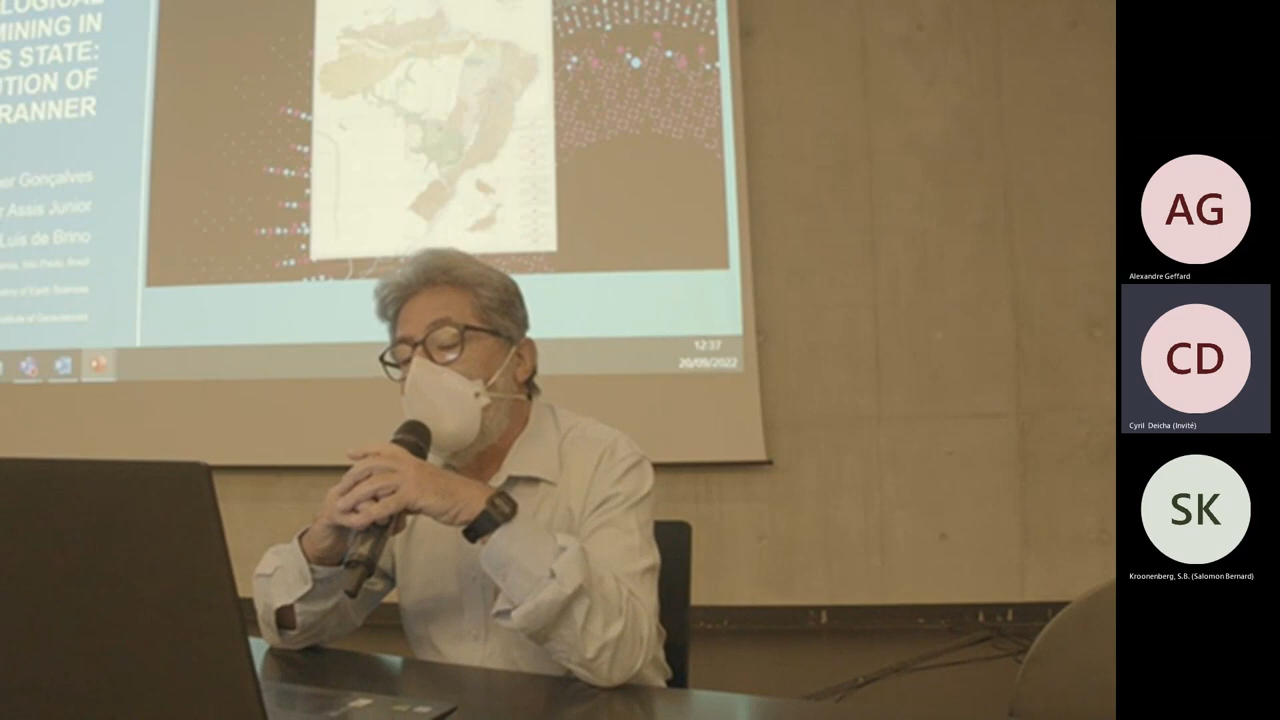 OLOGICAL
MINING IN
S STATE:
UTION OF
RANNER
er Gonçalves
r Assis Junior
Luis de Brino
12:37
20/09/2022
AG
Alexandre Geffard
CD
Cyril Deicha (Invité)
SK
Kroonenberg, S.B. (Salomon Bernard)